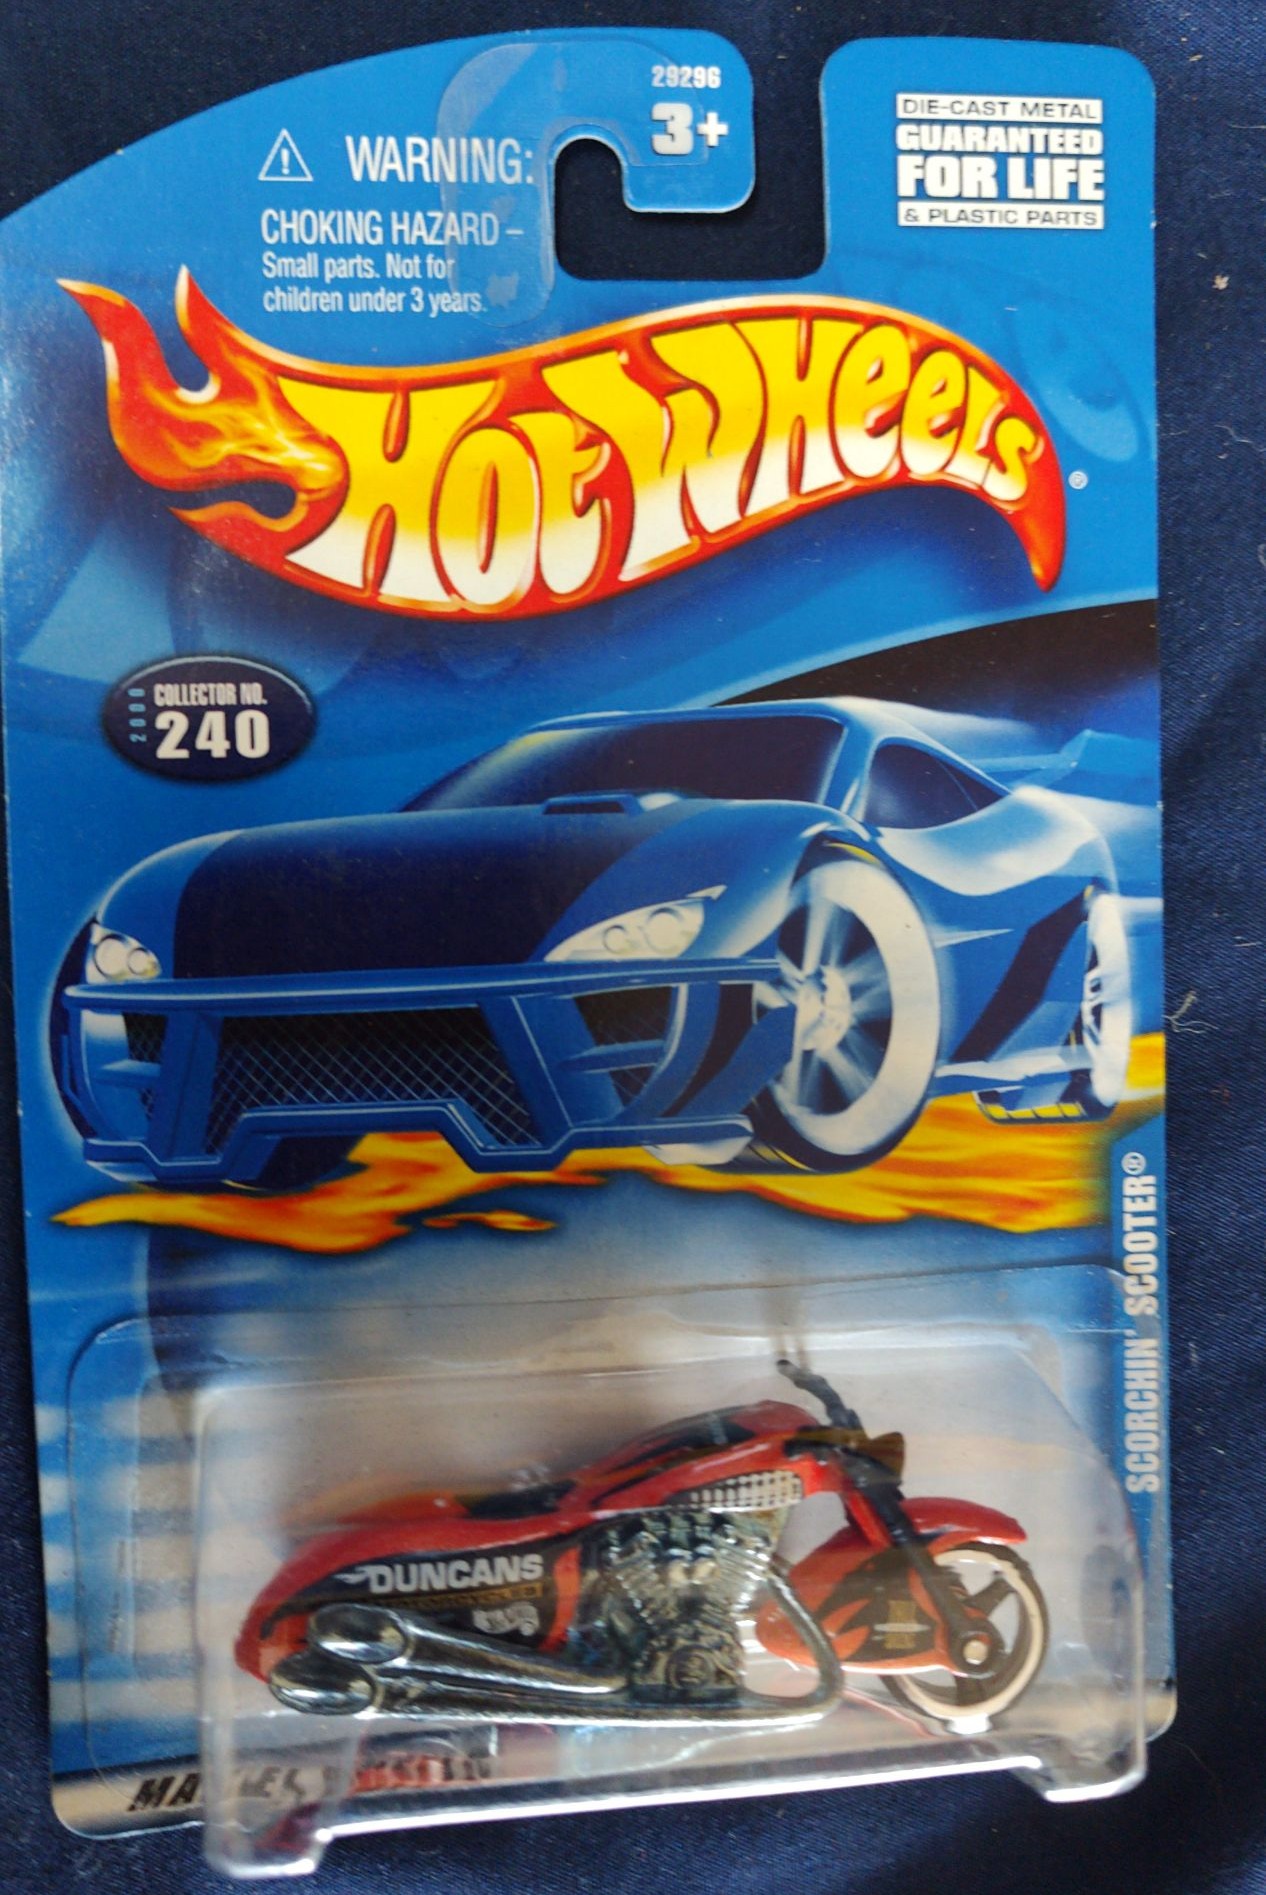 29296
3+
DIE-CAST METAL
GUARANTEED
FOR LIFE
& PLASTIC PARTS
WARNING:
CHOKING HAZARD –
Small parts. Not for
children under 3 years.
HOT WHEELS®
2000
COLLECTOR NO.
240
SCORCHIN' SCOOTER®
DUNCANS
MOTORCYCLES